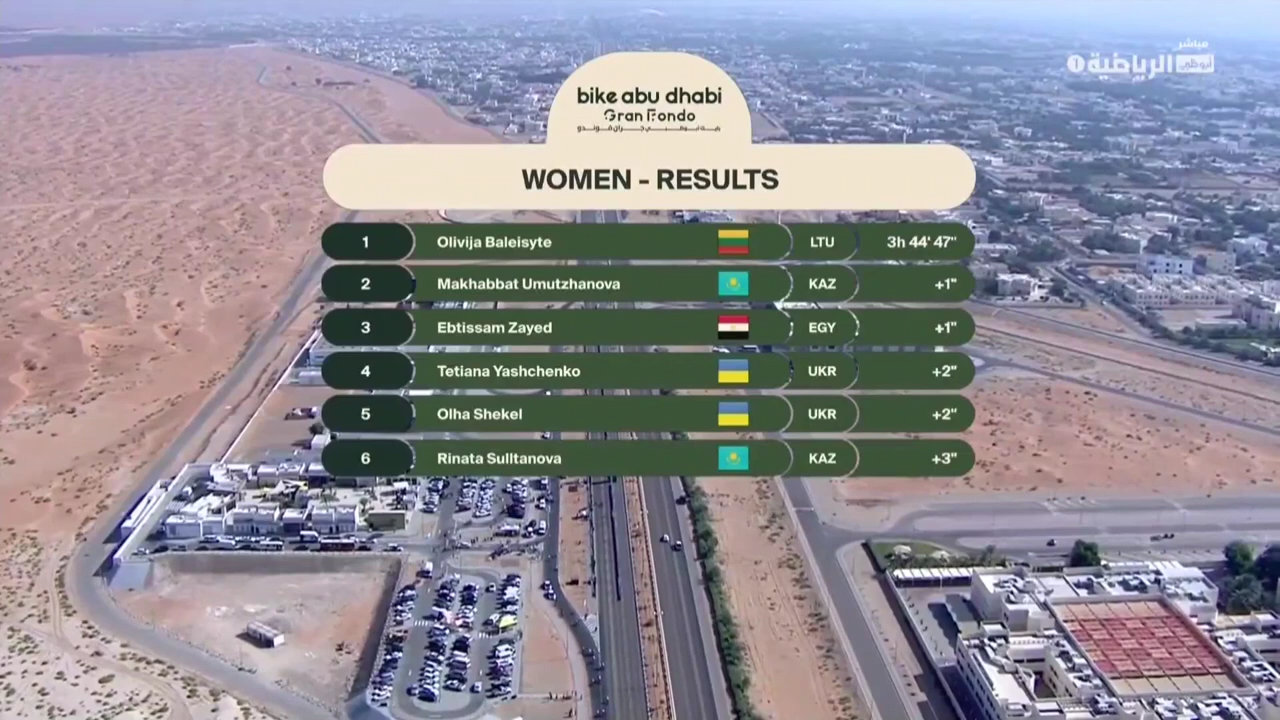 مباشر
أبوظبي الرياضية 1
bike abu dhabi
Gran Fondo
WOMEN - RESULTS
1 Olivija Baleisyte LTU 3h 44' 47"
2 Makhabbat Umutzhanova KAZ +1"
3 Ebtissam Zayed EGY +1"
4 Tetiana Yashchenko UKR +2"
5 Olha Shekel UKR +2"
6 Rinata Sulltanova KAZ +3"